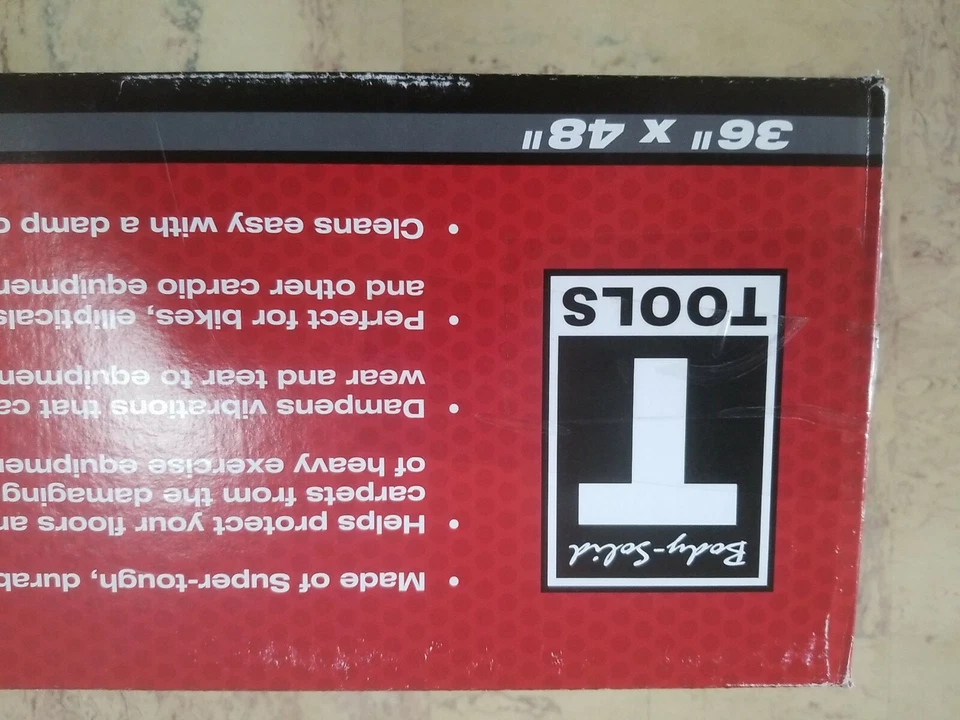 Body-Solid
T
TOOLS
• Made of Super-tough,
• Helps protect your floors
carpets from the damaging
of heavy exercise
• Dampens vibrations that
wear and tear to
• Perfect for bikes, ellipticals
and other cardio
• Cleans easy with a damp
36" x 48"